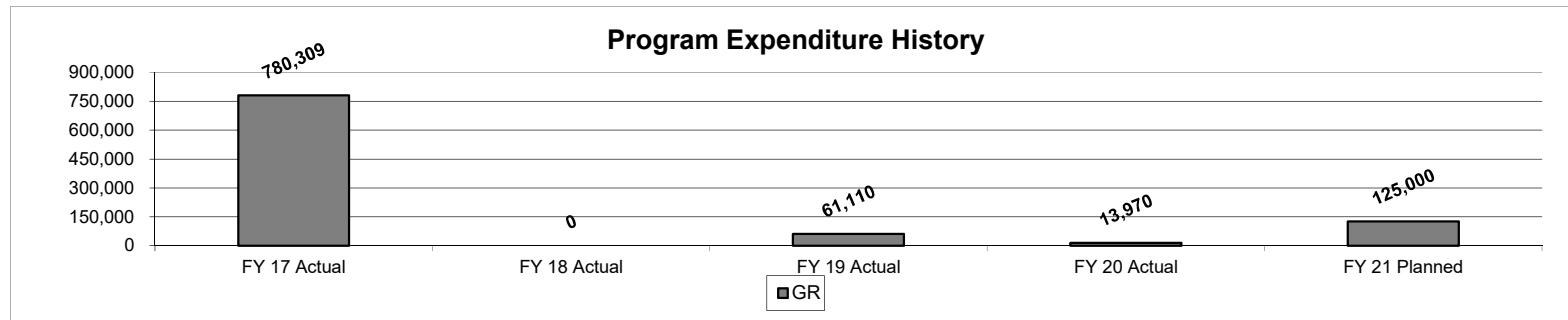 Program Expenditure History
780,309
900,000
750,000
600,000
450,000
300,000
150,000
0
0
61,110
13,970
125,000
FY 17 Actual
FY 18 Actual
FY 19 Actual
FY 20 Actual
FY 21 Planned
GR